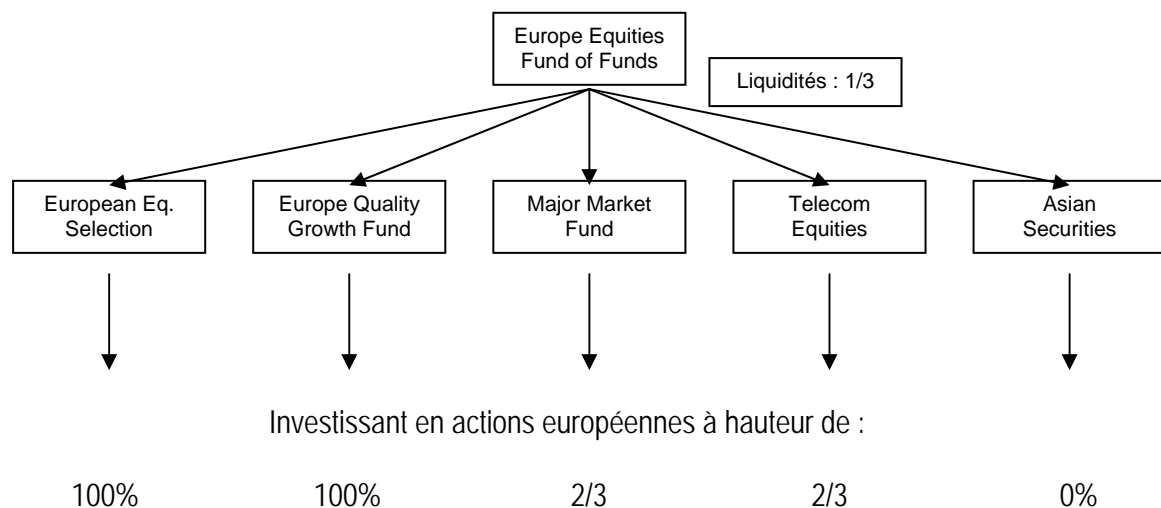 Europe Equities
Fund of Funds
Liquidités : 1/3
European Eq.
Selection
Europe Quality
Growth Fund
Major Market
Fund
Telecom
Equities
Asian
Securities
Investissant en actions européennes à hauteur de :
100% 100% 2/3 2/3 0%